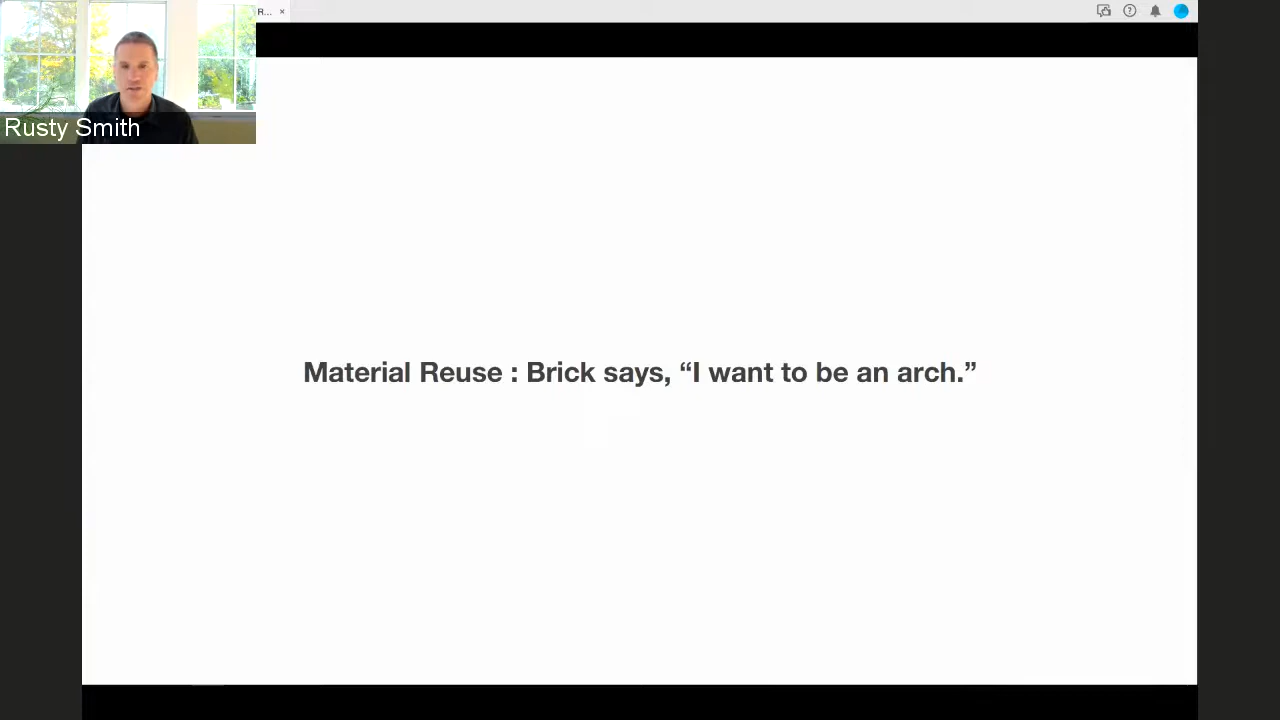 R...
Rusty Smith
Material Reuse : Brick says, “I want to be an arch.”